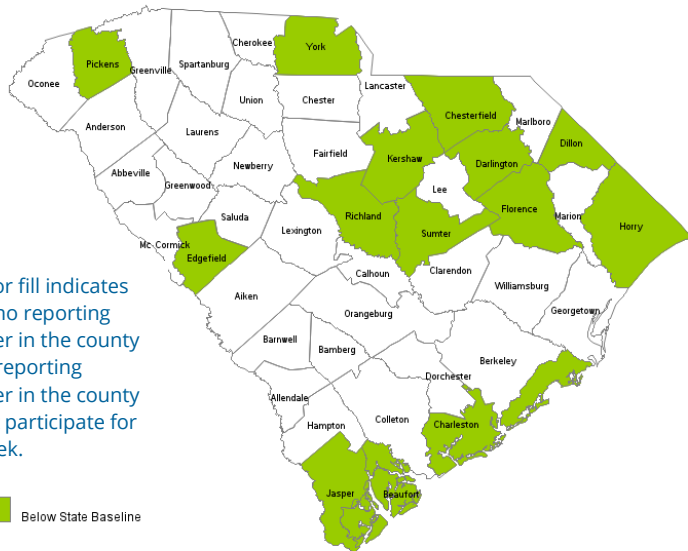 Cherokee
York
Pickens
Spartanburg
Greenville
Oconee
Lancaster
Union
Chester
Chesterfield
Marlboro
Anderson
Laurens
Dillon
Fairfield
Kershaw
Darlington
Newberry
Abbeville
Greenwood
Lee
Florence
Saluda
Richland
Marion
Horry
Lexington
Sumter
Mc Cormick
Edgefield
Calhoun
Clarendon
Williamsburg
Aiken
Georgetown
Orangeburg
Barnwell
Bamberg
Berkeley
Dorchester
Allendale
Colleton
Charleston
Hampton
Jasper
Beaufort
or fill indicates
no reporting
er in the county
reporting
er in the county
participate for
ek.
Below State Baseline